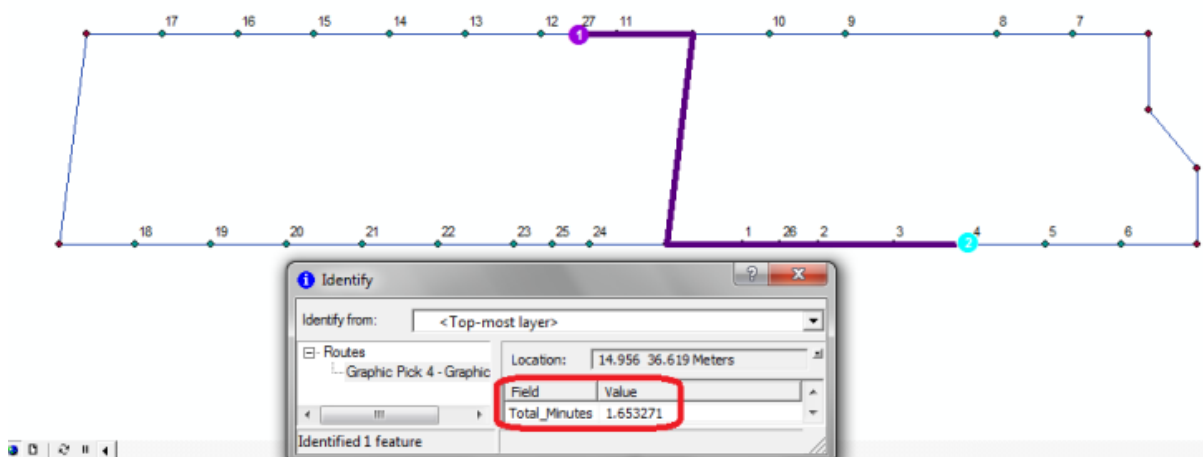 17 16 15 14 13 12 27 11 10 9 8 7
1
18 19 20 21 22 23 25 24 1 26 2 3 4 5 6
2
Identify
Identify from: <Top-most layer>
Routes
Graphic Pick 4 - Graphic
Location: 14.956 36.619 Meters
Field Value
Total_Minutes 1.653271
Identified 1 feature